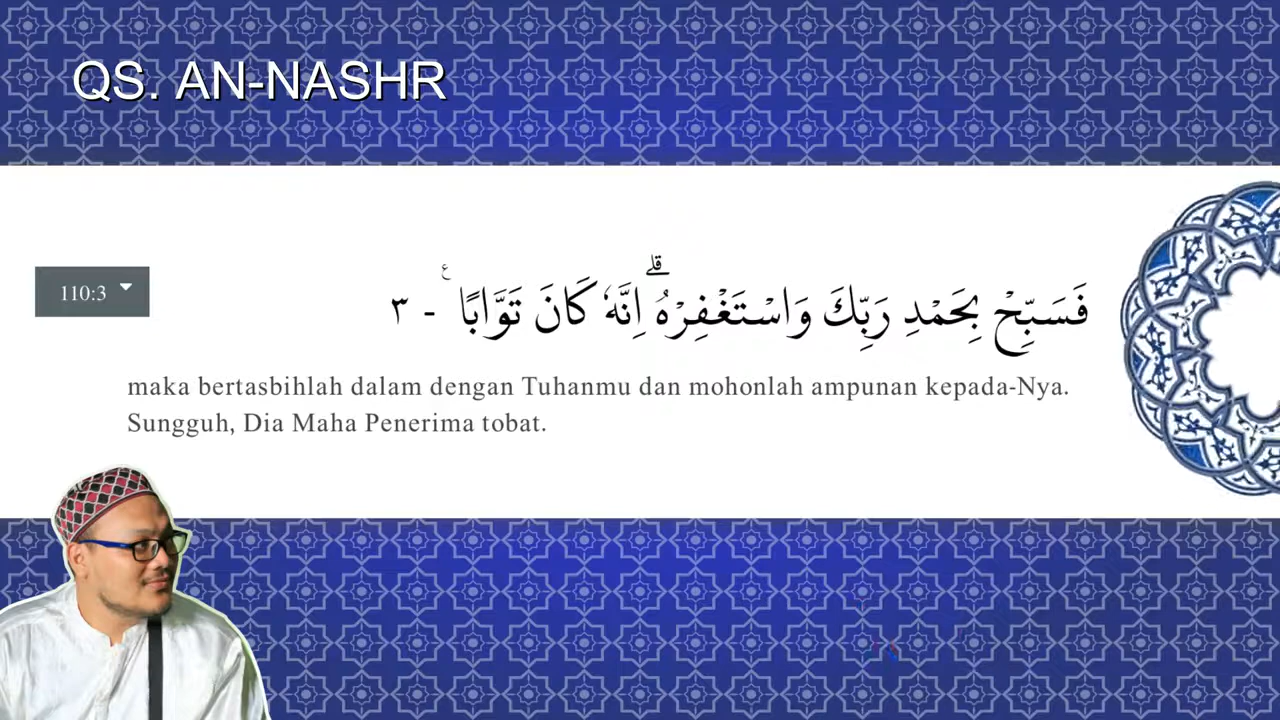 QS. AN-NASHR
110:3
فَسَبِّحْ بِحَمْدِ رَبِّكَ وَاسْتَغْفِرْهُۗ اِنَّهٗ كَانَ تَوَّابًا ࣖ - ٣
maka bertasbihlah dalam dengan Tuhanmu dan mohonlah ampunan kepada-Nya.
Sungguh, Dia Maha Penerima tobat.